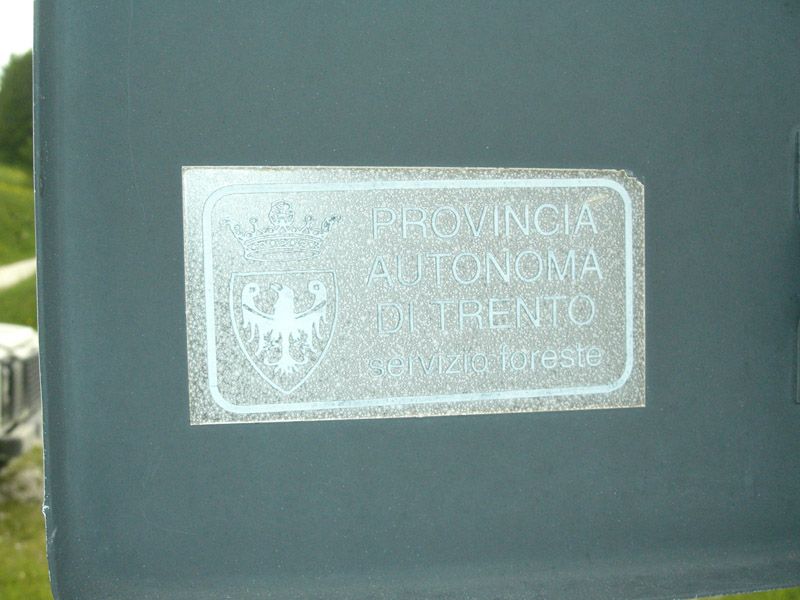 PROVINCIA
AUTONOMA
DI TRENTO
servizio foreste